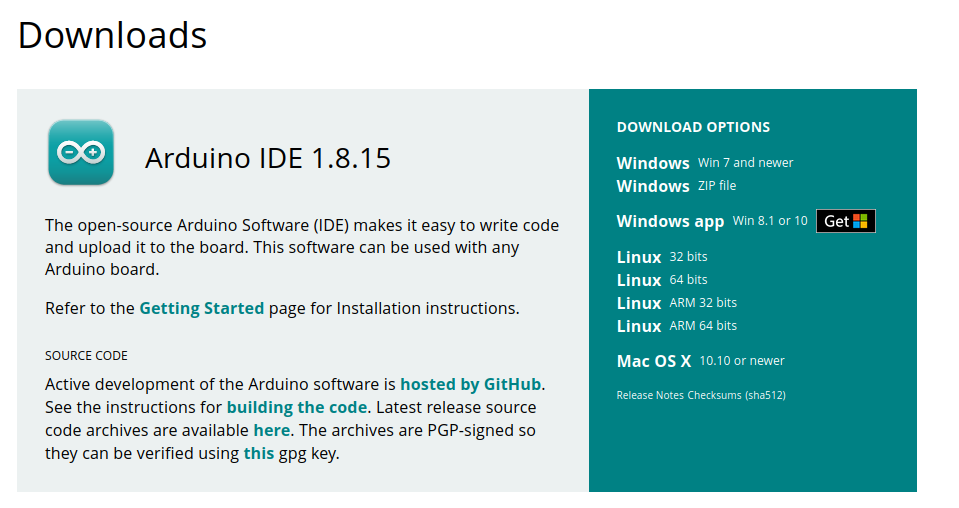 Downloads
Arduino IDE 1.8.15
The open-source Arduino Software (IDE) makes it easy to write code
and upload it to the board. This software can be used with any
Arduino board.
Refer to the Getting Started page for Installation instructions.
SOURCE CODE
Active development of the Arduino software is hosted by GitHub.
See the instructions for building the code. Latest release source
code archives are available here. The archives are PGP-signed so
they can be verified using this gpg key.
DOWNLOAD OPTIONS
Windows Win 7 and newer
Windows ZIP file
Windows app Win 8.1 or 10 Get
Linux 32 bits
Linux 64 bits
Linux ARM 32 bits
Linux ARM 64 bits
Mac OS X 10.10 or newer
Release Notes Checksums (sha512)